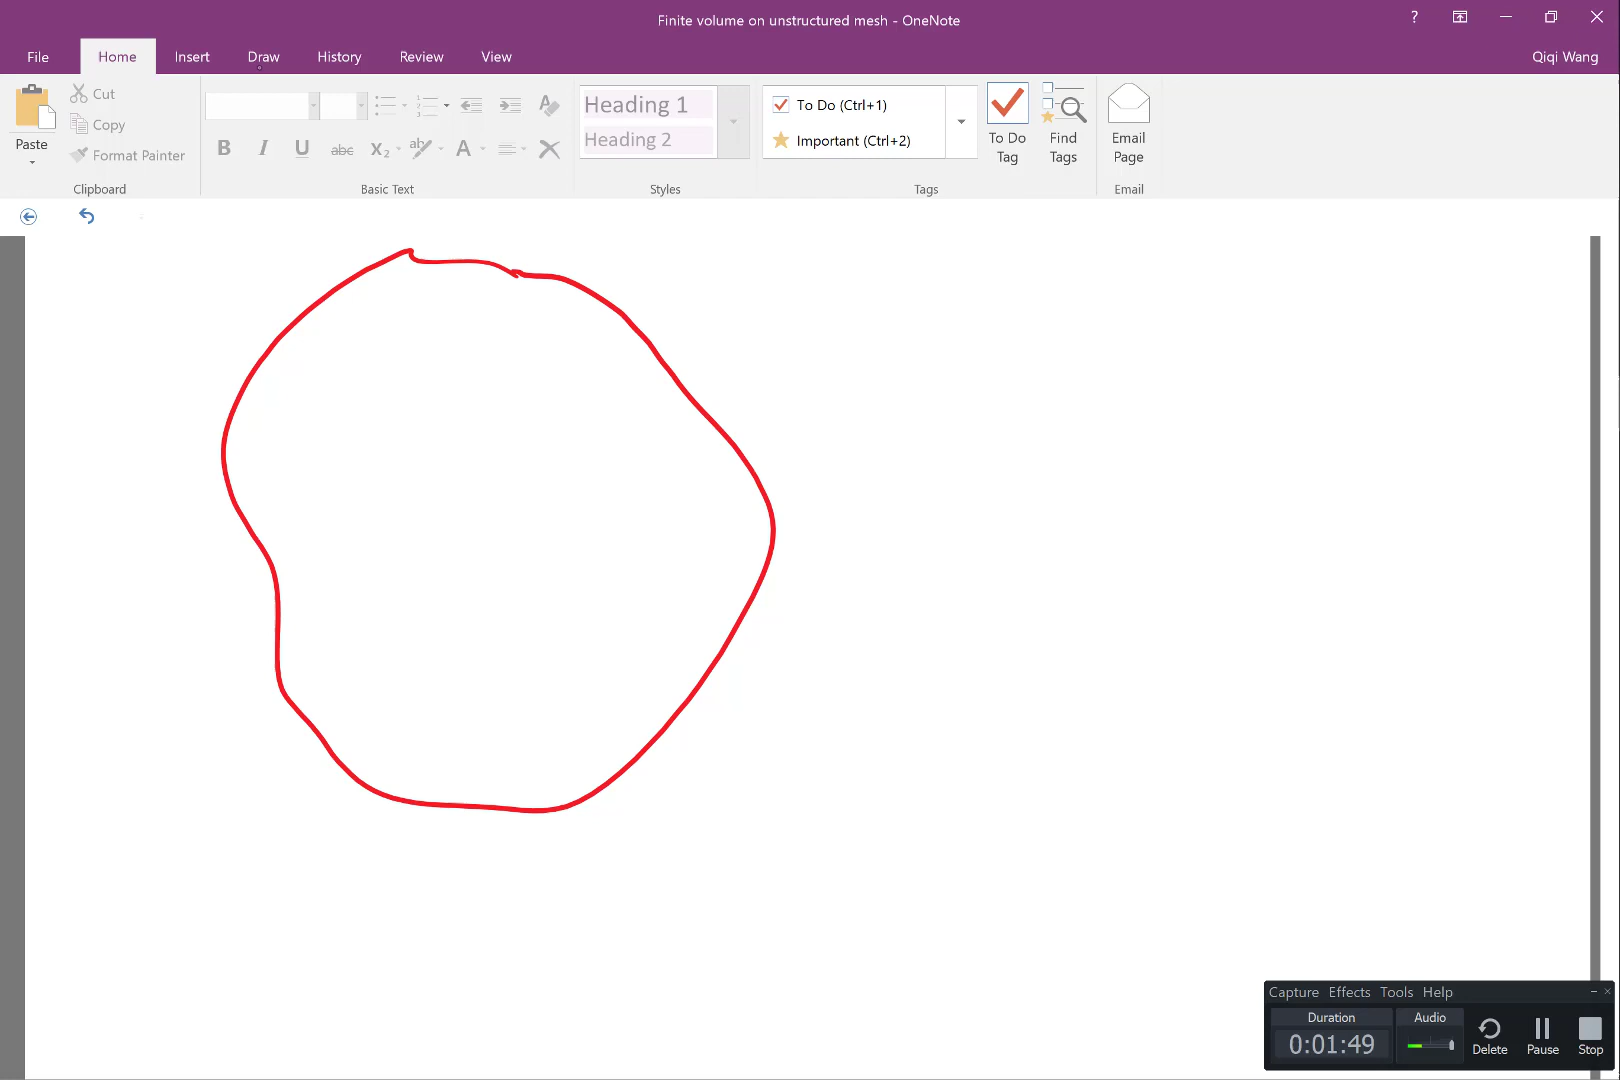 Finite volume on unstructured mesh - OneNote
?
File Home Insert Draw History Review View
Qiqi Wang
Paste
Cut
Copy
Format Painter
Clipboard
B I U abc X2 A
Basic Text
Heading 1
Heading 2
Styles
To Do (Ctrl+1)
Important (Ctrl+2)
To Do
Tag
Find
Tags
Tags
Email
Page
Email
Capture Effects Tools Help
Duration
0:01:49
Audio
Delete
Pause
Stop